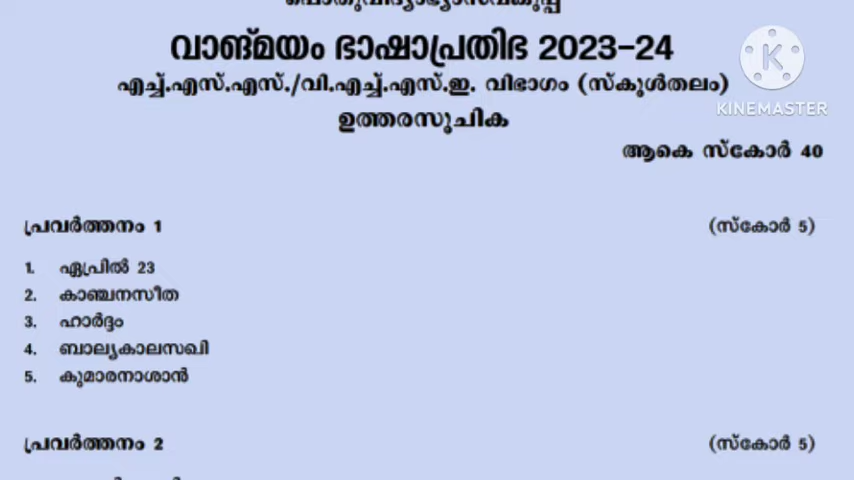 പൊതുവിദ്യാഭ്യാസവകുപ്പ്
വാങ്മയം ഭാഷാപ്രതിഭ 2023-24
എച്ച്.എസ്.എസ്./വി.എച്ച്.എസ്.ഇ. വിഭാഗം (സ്കൂൾതലം)
ഉത്തരസൂചിക
ആകെ സ്കോർ 40
K
KINEMASTER
പ്രവർത്തനം 1 (സ്കോർ 5)
1. ഏപ്രിൽ 23
2. കാഞ്ചനസീത
3. ഹാർദ്ദം
4. ബാല്യകാലസഖി
5. കുമാരനാശാൻ
പ്രവർത്തനം 2 (സ്കോർ 5)